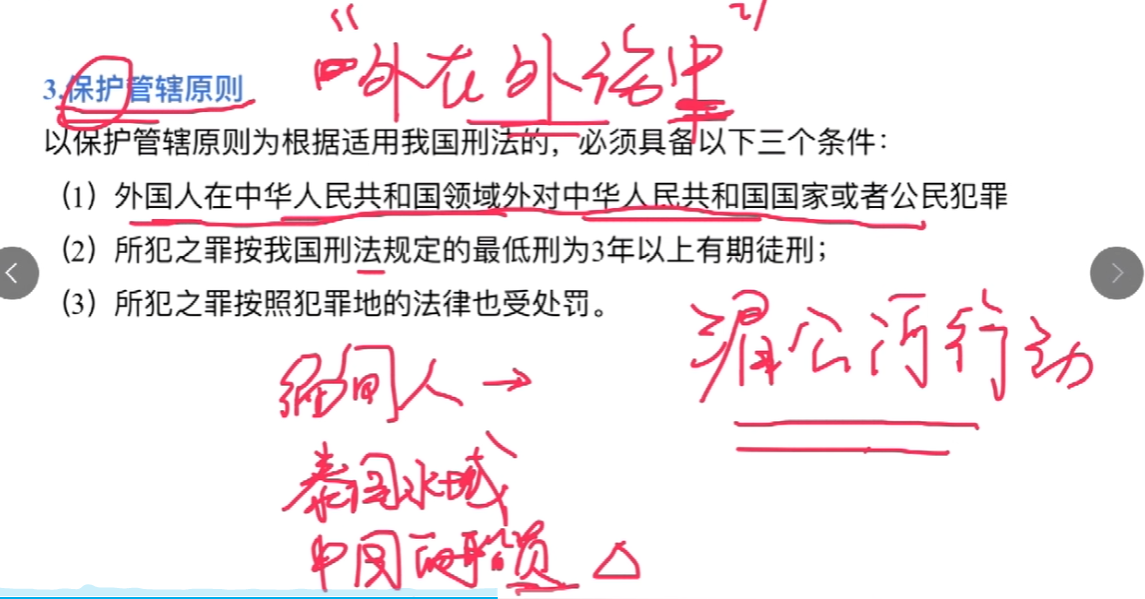 “外在外伤中”
3.保护管辖原则
以保护管辖原则为根据适用我国刑法的，必须具备以下三个条件：
（1）外国人在中华人民共和国领域外对中华人民共和国国家或者公民犯罪
（2）所犯之罪按我国刑法规定的最低刑为3年以上有期徒刑；
（3）所犯之罪按照犯罪地的法律也受处罚。
湄公河行动
缅甸人→
泰国水域
中国船员